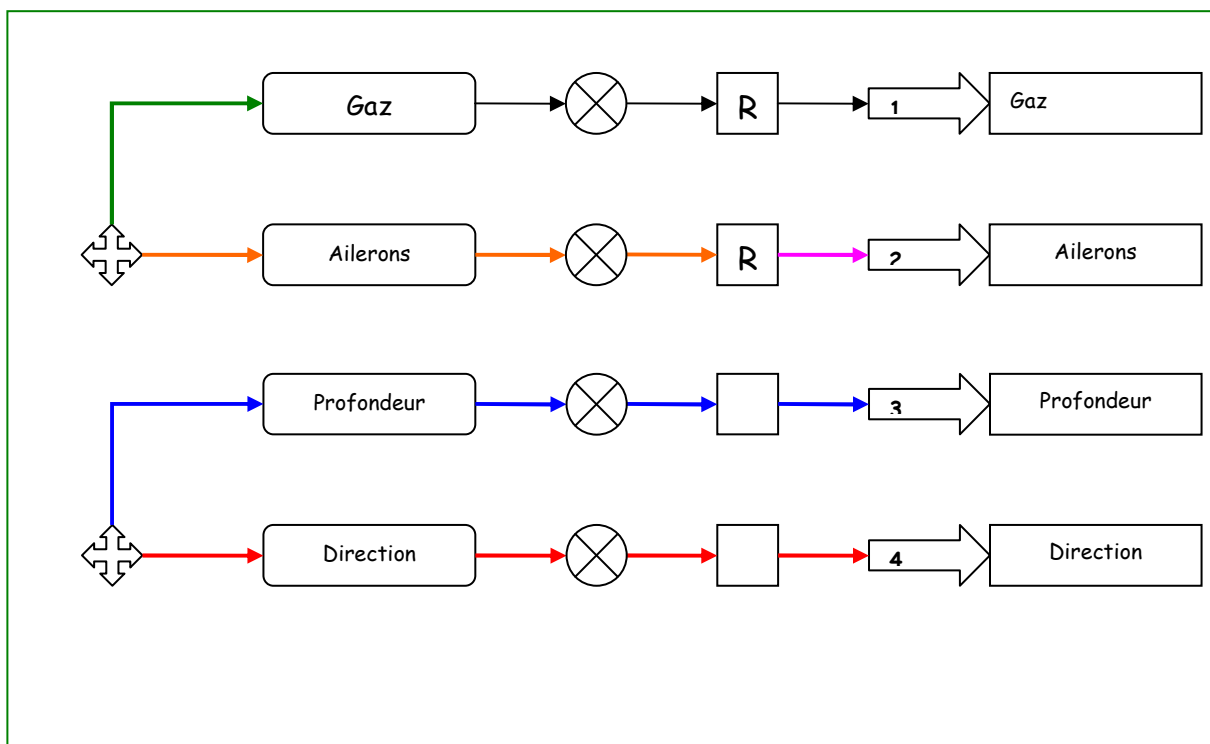 Gaz R 1 Gaz
Ailerons R 2 Ailerons
Profondeur 3 Profondeur
Direction 4 Direction